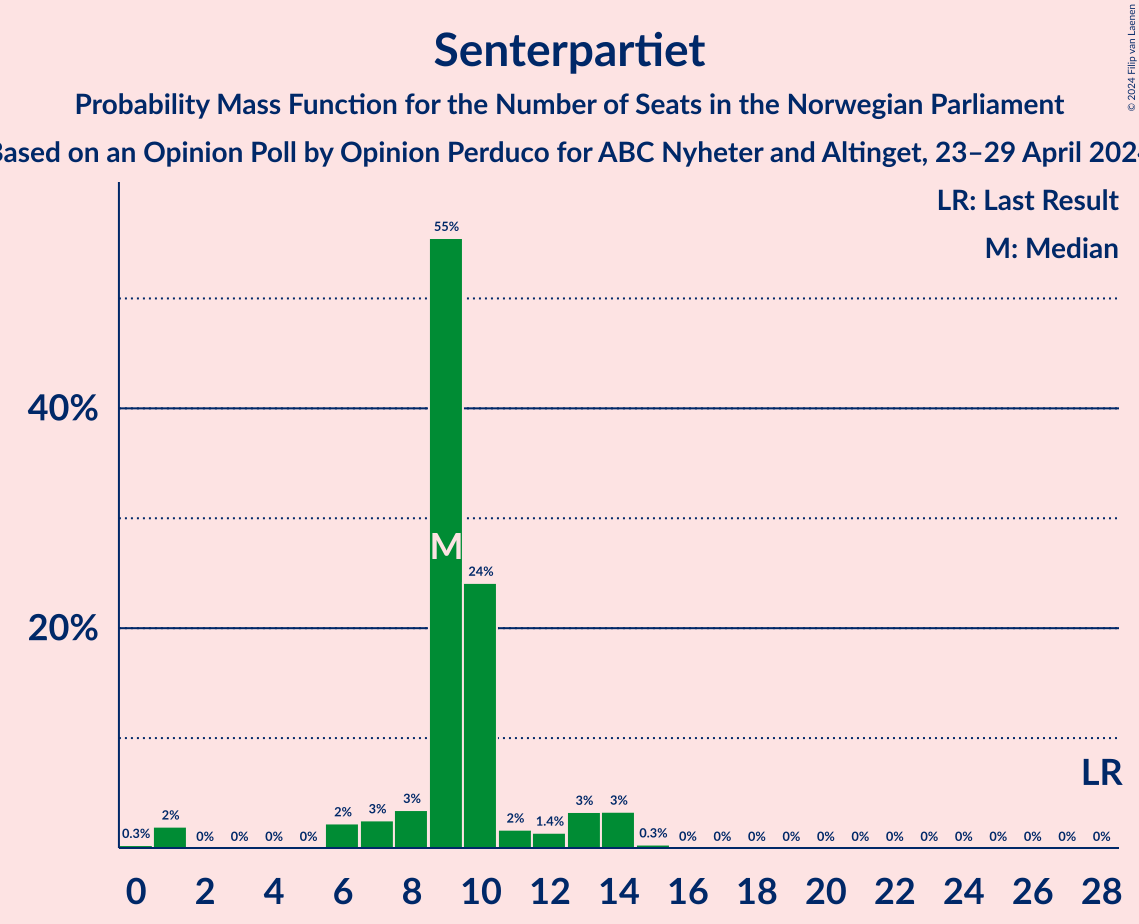 Senterpartiet
Probability Mass Function for the Number of Seats in the Norwegian Parliament
Based on an Opinion Poll by Opinion Perduco for ABC Nyheter and Altinget, 23–29 April 2024
© 2024 Filip van Laenen
LR: Last Result
M: Median
55%
40%
M
24%
20%
LR
0.3% 2% 0% 0% 0% 0% 2% 3% 3% 2% 1.4% 3% 3% 0.3% 0% 0% 0% 0% 0% 0% 0% 0% 0% 0% 0% 0% 0%
0 2 4 6 8 10 12 14 16 18 20 22 24 26 28